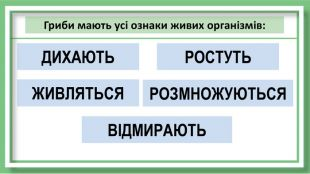 Гриби мають усі ознаки живих організмів:
ДИХАЮТЬ РОСТУТЬ
ЖИВЛЯТЬСЯ РОЗМНОЖУЮТЬСЯ
ВІДМИРАЮТЬ